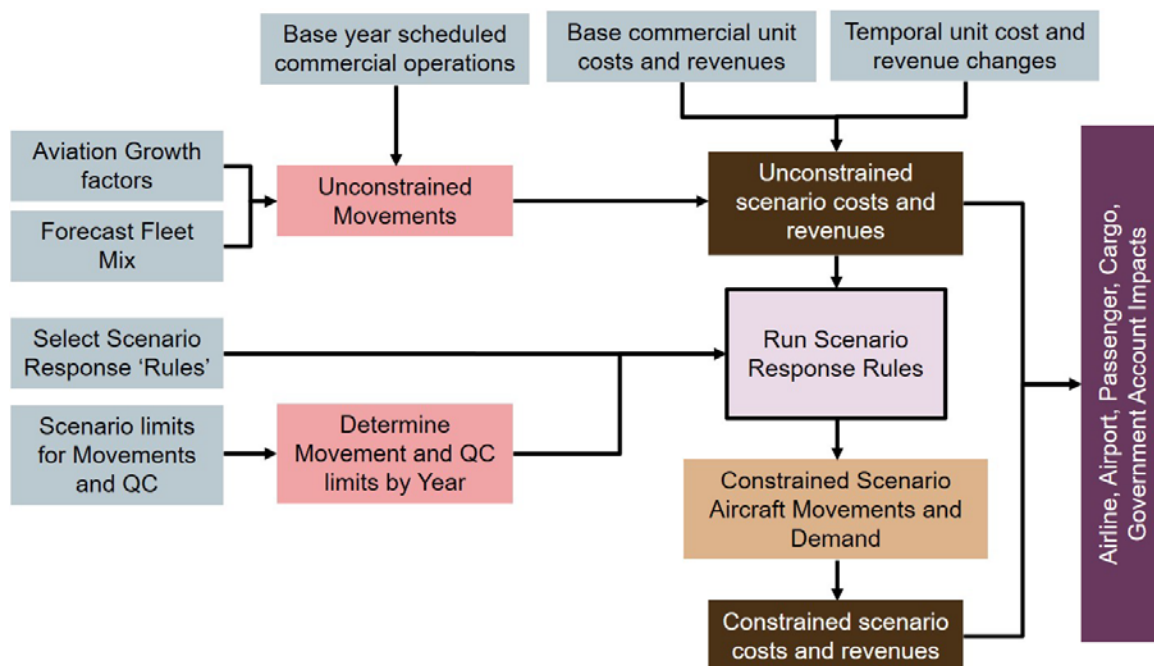 Base year scheduled
commercial operations
Base commercial unit
costs and revenues
Temporal unit cost and
revenue changes
Aviation Growth
factors
Forecast Fleet
Mix
Unconstrained
Movements
Unconstrained
scenario costs and
revenues
Select Scenario
Response ‘Rules’
Run Scenario
Response Rules
Scenario limits
for Movements
and QC
Determine
Movement and QC
limits by Year
Constrained Scenario
Aircraft Movements and
Demand
Constrained scenario
costs and revenues
Airline, Airport, Passenger, Cargo,
Government Account Impacts